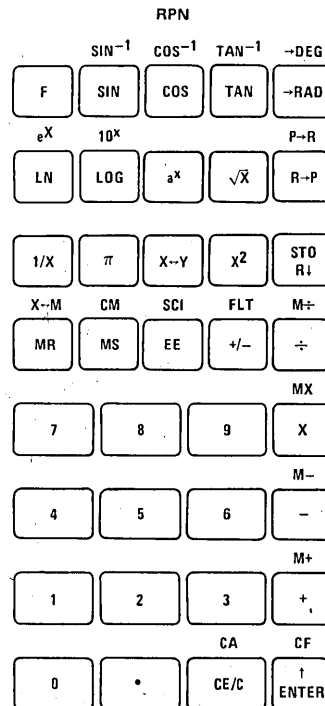 RPN
SIN⁻¹ COS⁻¹ TAN⁻¹ →DEG
F SIN COS TAN →RAD
eˣ 10ˣ P→R
LN LOG aˣ √X R→P
1/X π X↔Y X² STO
R↓
X↔M CM SCI FLT M÷
MR MS EE +/− ÷
MX
7 8 9 X
M−
4 5 6 −
M+
1 2 3 +
CA CF
0 • CE/C ↑
ENTER